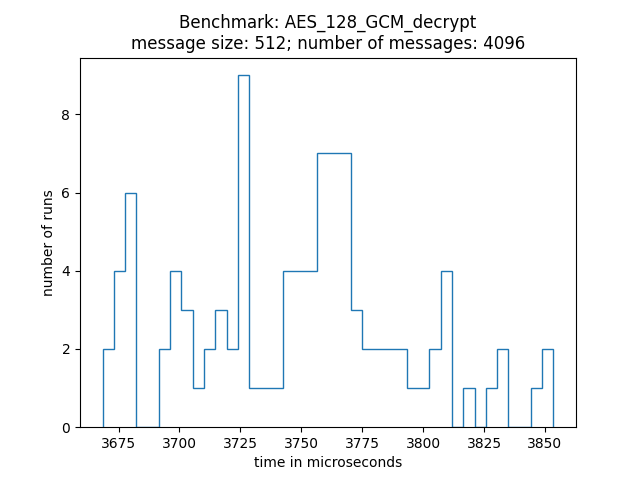 Benchmark: AES_128_GCM_decrypt
message size: 512; number of messages: 4096
number of runs
8
6
4
2
0
3675 3700 3725 3750 3775 3800 3825 3850
time in microseconds